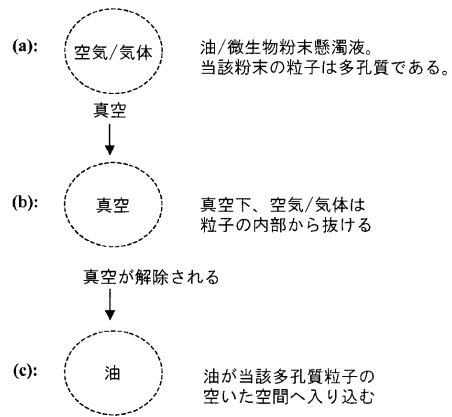 (a):
空気/気体
油/微生物粉末懸濁液。
当該粉末の粒子は多孔質である。
真空
(b):
真空
真空下、空気/気体は
粒子の内部から抜ける
真空が解除される
(c):
油
油が当該多孔質粒子の
空いた空間へ入り込む